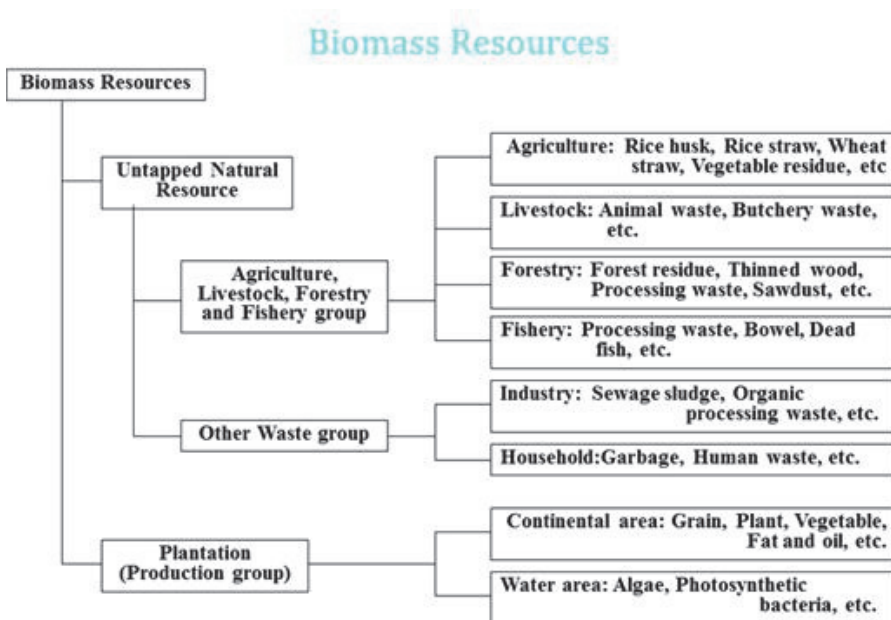 Biomass Resources
Biomass Resources
Untapped Natural
Resource
Agriculture,
Livestock, Forestry
and Fishery group
Other Waste group
Plantation
(Production group)
Agriculture: Rice husk, Rice straw, Wheat
straw, Vegetable residue, etc
Livestock: Animal waste, Butchery waste,
etc.
Forestry: Forest residue, Thinned wood,
Processing waste, Sawdust, etc.
Fishery: Processing waste, Bowel, Dead
fish, etc.
Industry: Sewage sludge, Organic
processing waste, etc.
Household:Garbage, Human waste, etc.
Continental area: Grain, Plant, Vegetable,
Fat and oil, etc.
Water area: Algae, Photosynthetic
bacteria, etc.